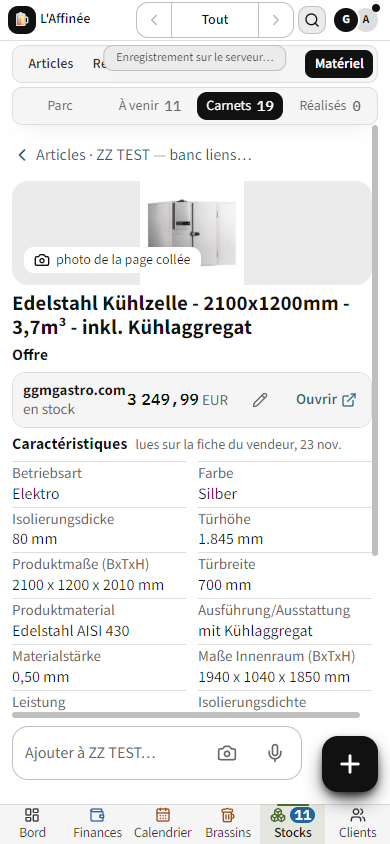 L'Affinée
Tout
G
A
Enregistrement sur le serveur…
Articles
Matériel
Parc
À venir 11
Carnets 19
Réalisés 0
Articles · ZZ TEST — banc liens…
photo de la page collée
Edelstahl Kühlzelle - 2100x1200mm -
3,7m³ - inkl. Kühlaggregat
Offre
ggmgastro.com
3 249,99 EUR
en stock
Ouvrir
Caractéristiques lues sur la fiche du vendeur, 23 nov.
Betriebsart
Elektro
Farbe
Silber
Isolierungsdicke
80 mm
Türhöhe
1.845 mm
Produktmaße (BxTxH)
2100 x 1200 x 2010 mm
Türbreite
700 mm
Produktmaterial
Edelstahl AISI 430
Ausführung/Ausstattung
mit Kühlaggregat
Materialstärke
0,50 mm
Maße Innenraum (BxTxH)
1940 x 1040 x 1850 mm
Leistung
Isolierungsdichte
Ajouter à ZZ TEST…
Bord
Finances
Calendrier
Brassins
11
Stocks
Clients